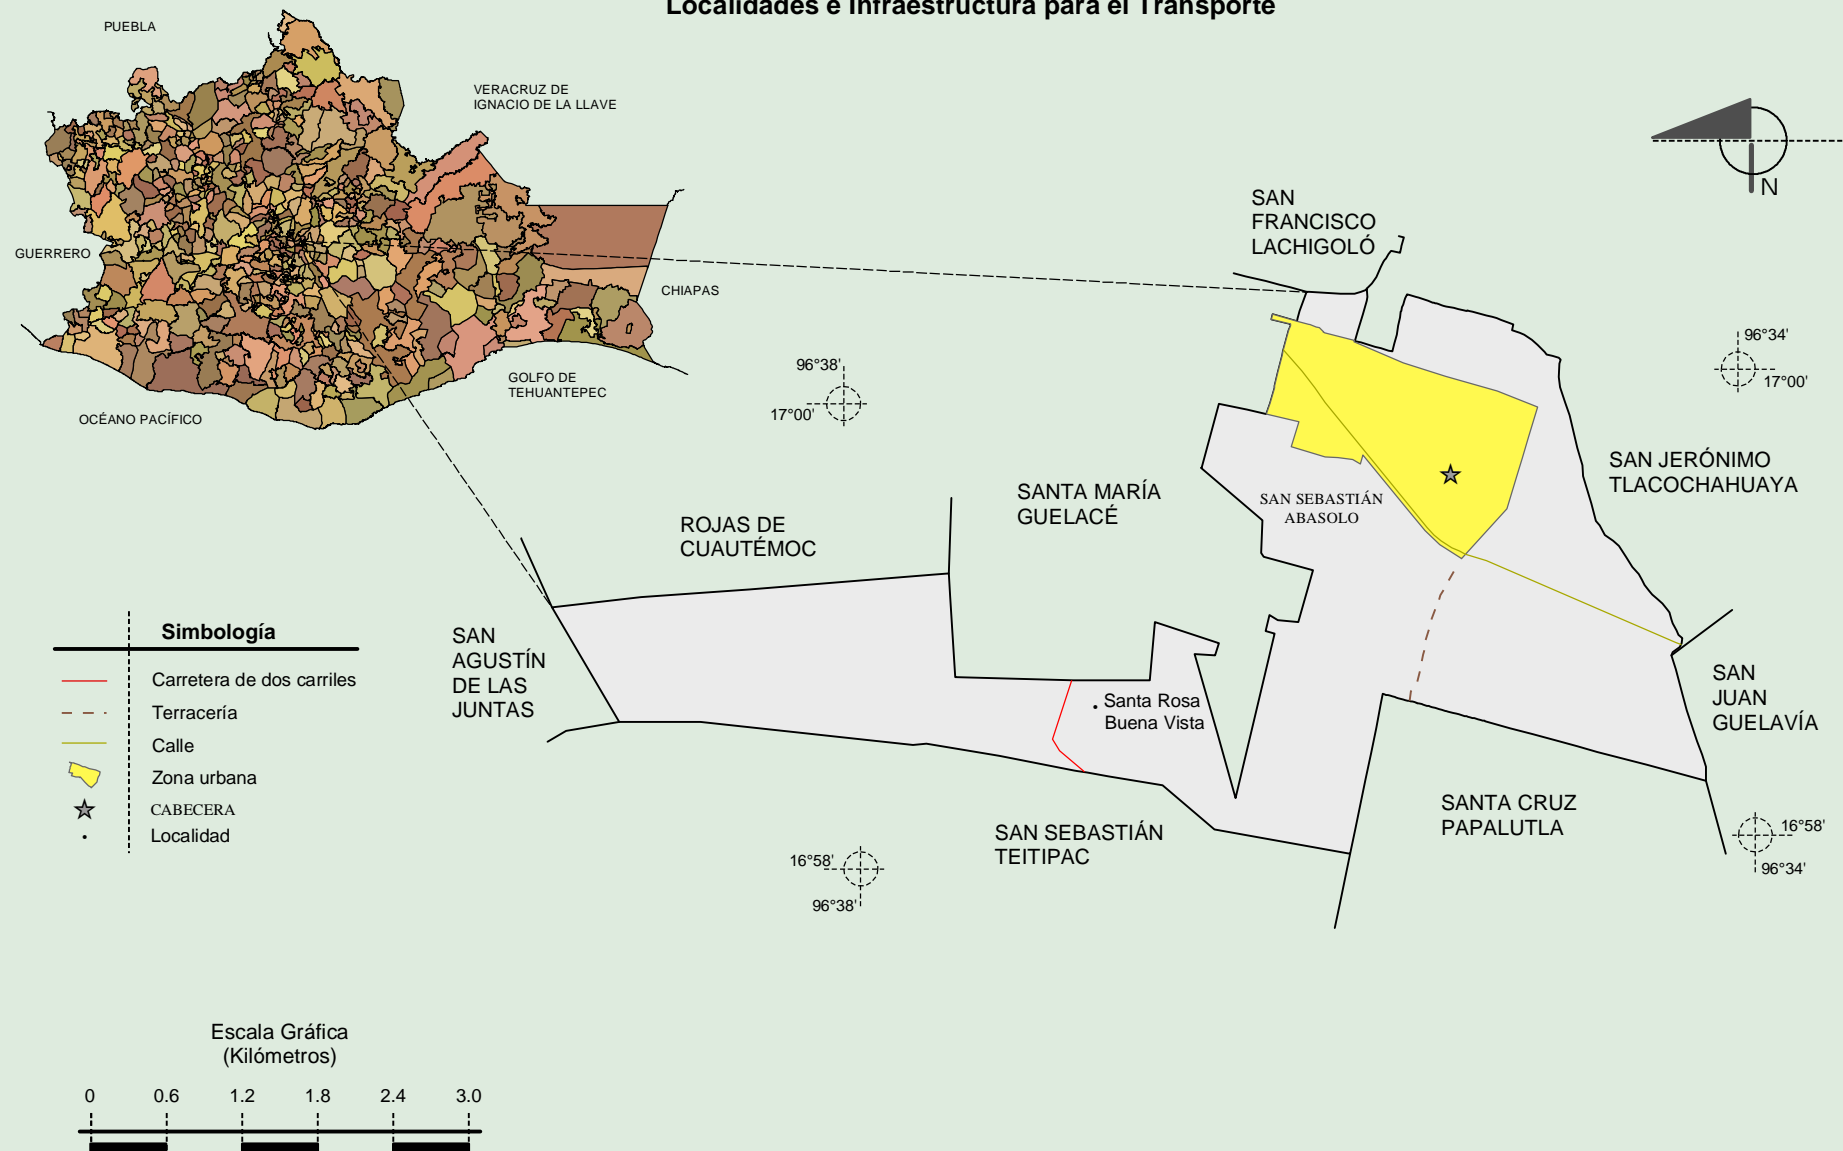 Localidades e Infraestructura para el Transporte
PUEBLA
VERACRUZ DE
IGNACIO DE LA LLAVE
GUERRERO
CHIAPAS
GOLFO DE
TEHUANTEPEC
OCÉANO PACÍFICO
N
SAN
FRANCISCO
LACHIGOLÓ
96°38'
17°00'
96°34'
17°00'
SAN JERÓNIMO
TLACOCHAHUAYA
SANTA MARÍA
GUELACÉ
SAN SEBASTIÁN
ABASOLO
ROJAS DE
CUAUTÉMOC
SAN
AGUSTÍN
DE LAS
JUNTAS
Santa Rosa
Buena Vista
SAN
JUAN
GUELAVÍA
SANTA CRUZ
PAPALUTLA
SAN SEBASTIÁN
TEITIPAC
16°58'
96°38'
16°58'
96°34'
Simbología
Carretera de dos carriles
Terracería
Calle
Zona urbana
CABECERA
Localidad
Escala Gráfica
(Kilómetros)
0 0.6 1.2 1.8 2.4 3.0